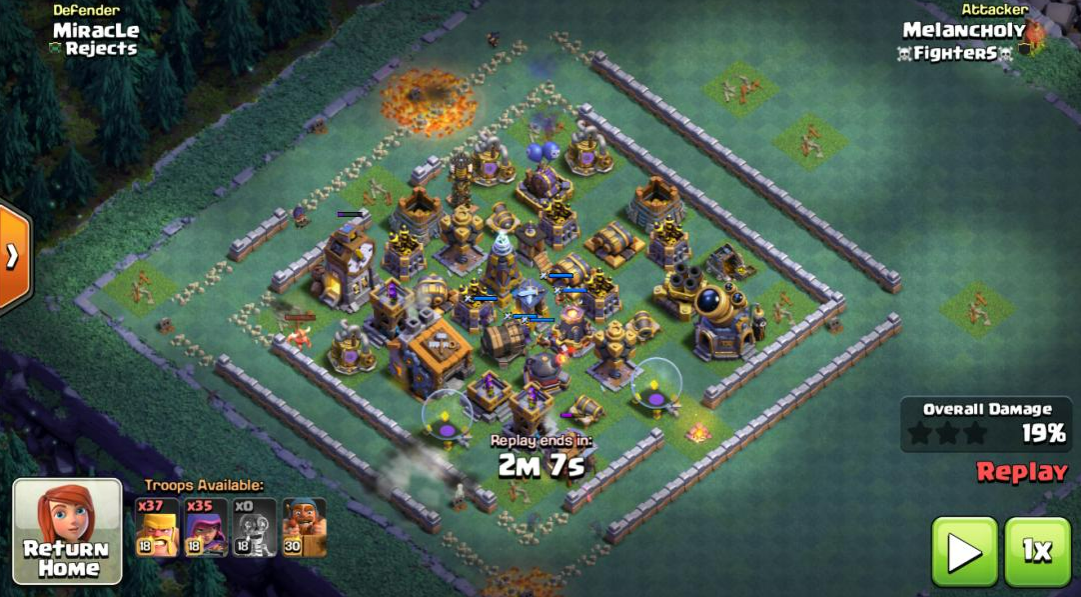 Defender
Miracle
Rejects
Attacker
Melancholy
☠FighterS☠
Replay ends in:
2m 7s
Overall Damage
19%
Replay
Troops Available:
x37
x35
x0
18
18
18
30
Return
Home
1x